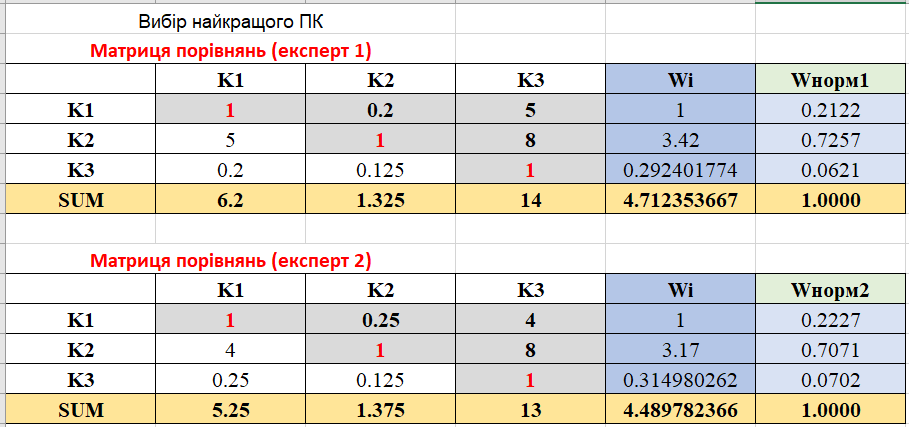 Вибір найкращого ПК
Матриця порівнянь (експерт 1)
K1 K2 K3 Wi Wнорм1
K1 1 0.2 5 1 0.2122
K2 5 1 8 3.42 0.7257
K3 0.2 0.125 1 0.292401774 0.0621
SUM 6.2 1.325 14 4.712353667 1.0000
Матриця порівнянь (експерт 2)
K1 K2 K3 Wi Wнорм2
K1 1 0.25 4 1 0.2227
K2 4 1 8 3.17 0.7071
K3 0.25 0.125 1 0.314980262 0.0702
SUM 5.25 1.375 13 4.489782366 1.0000